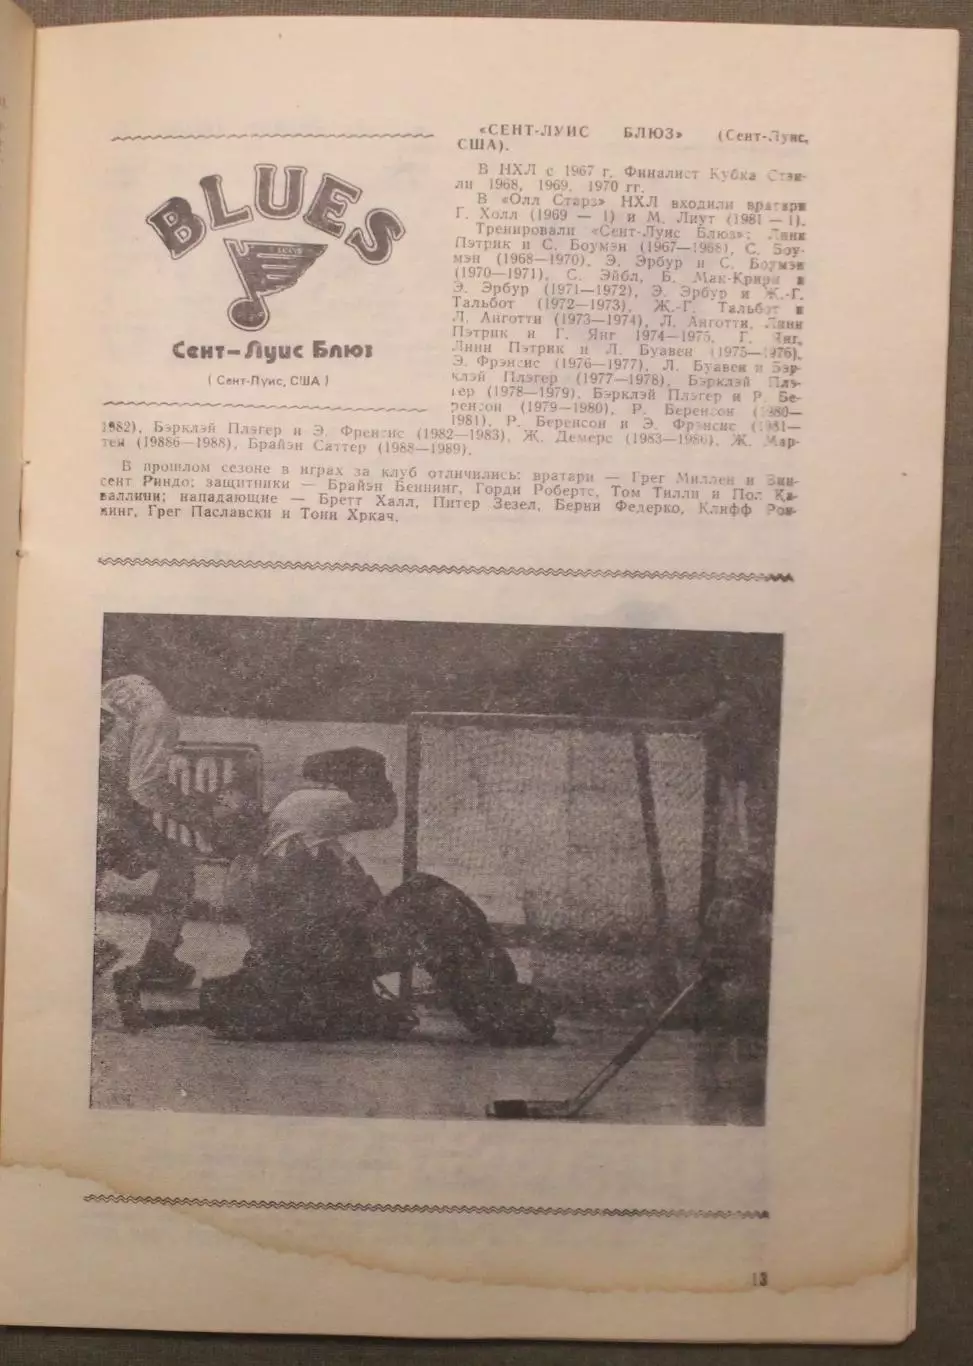 BLUES
Сент-Луис Блюз
(Сент-Луис, США)
«СЕНТ-ЛУИС БЛЮЗ» (Сент-Луис,
США).
В НХЛ с 1967 г. Финалист Кубка Стэн-
ли 1968, 1969, 1970 гг.
В «Олл Старз» НХЛ входили вратари
Г. Холл (1969 — 1) и М. Лиут (1981 — 1).
Тренировали «Сент-Луис Блюз»: Линн
Пэтрик и С. Боумэн (1967—1968), С. Боу-
мэн (1968—1970), Э. Эрбур и С. Боумэн
(1970—1971), С. Эйбл, Б. Мак-Крири и
Э. Эрбур (1971—1972), Э. Эрбур и Ж.-Г.
Тальбот (1972—1973), Ж.-Г. Тальбот и
Л. Анготти (1973—1974), Л. Анготти, Линн
Пэтрик и Г. Янг 1974—1975, Г. Янг,
Линн Пэтрик и Л. Буавен (1975—1976),
Э. Фрэнсис (1976—1977), Л. Буавен и Бэр-
клэй Плэгер (1977—1978), Бэрклэй Плэ-
гер (1978—1979), Бэрклэй Плэгер и Р. Бе-
ренсон (1979—1980), Р. Беренсон (1980—
1981), Р. Беренсон и Э. Фрэнсис (1981—
1982), Бэрклэй Плэгер и Э. Френсис (1982—1983), Ж. Демерс (1983—1986), Ж. Мар-
тен (19886—1988), Брайэн Саттер (1988—1989).
В прошлом сезоне в играх за клуб отличились: вратари — Грег Миллен и Вин-
сент Риндо; защитники — Брайэн Беннинг, Горди Робертс, Том Тилли и Пол Ка-
валлини; нападающие — Бретт Халл, Питер Зезел, Берни Федерко, Клифф Рон-
нинг, Грег Паславски и Тони Хркач.
13